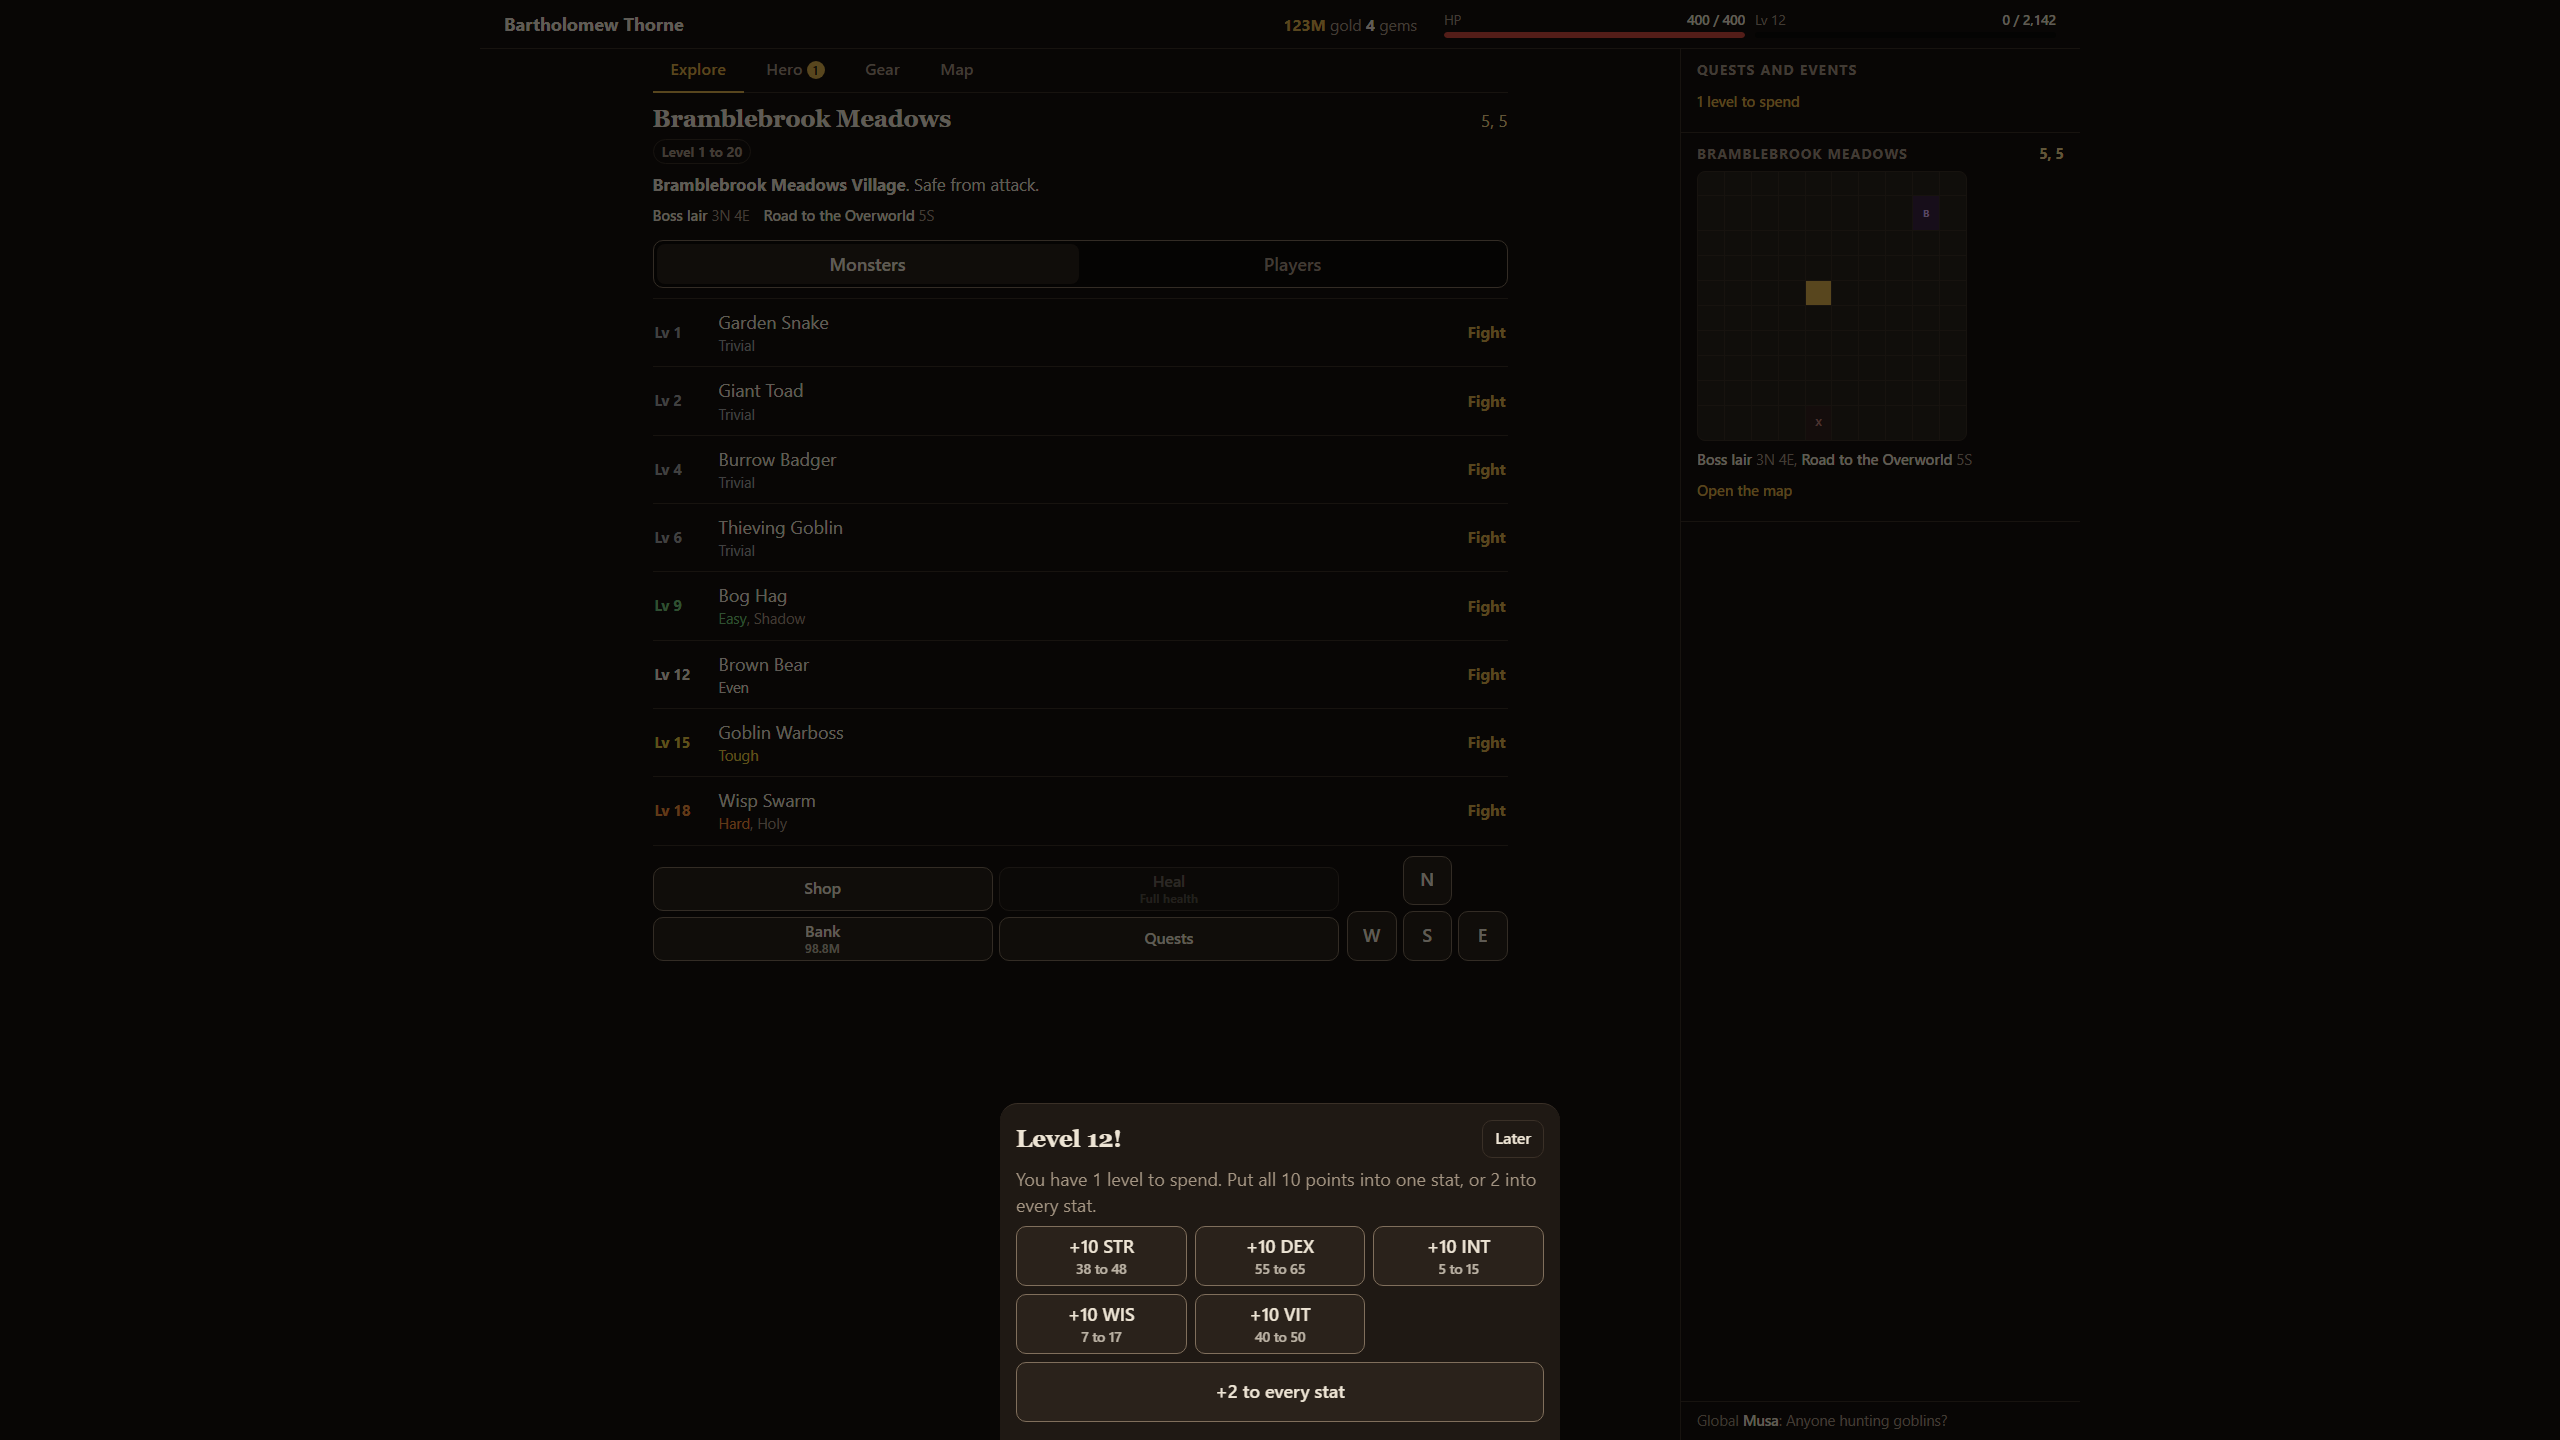 Bartholomew Thorne
123M gold 4 gems
HP 400 / 400
Lv 12 0 / 2,142
Explore
Hero 1
Gear
Map
Bramblebrook Meadows
5, 5
Level 1 to 20
Bramblebrook Meadows Village. Safe from attack.
Boss lair 3N 4E Road to the Overworld 5S
Monsters
Players
Lv 1
Garden Snake
Trivial
Fight
Lv 2
Giant Toad
Trivial
Fight
Lv 4
Burrow Badger
Trivial
Fight
Lv 6
Thieving Goblin
Trivial
Fight
Lv 9
Bog Hag
Easy, Shadow
Fight
Lv 12
Brown Bear
Even
Fight
Lv 15
Goblin Warboss
Tough
Fight
Lv 18
Wisp Swarm
Hard, Holy
Fight
Shop
Heal
Full health
Bank
98.8M
Quests
N
W
S
E
QUESTS AND EVENTS
1 level to spend
BRAMBLEBROOK MEADOWS
5, 5
B
X
Boss lair 3N 4E, Road to the Overworld 5S
Open the map
Level 12!
Later
You have 1 level to spend. Put all 10 points into one stat, or 2 into
every stat.
+10 STR
38 to 48
+10 DEX
55 to 65
+10 INT
5 to 15
+10 WIS
7 to 17
+10 VIT
40 to 50
+2 to every stat
Global Musa: Anyone hunting goblins?